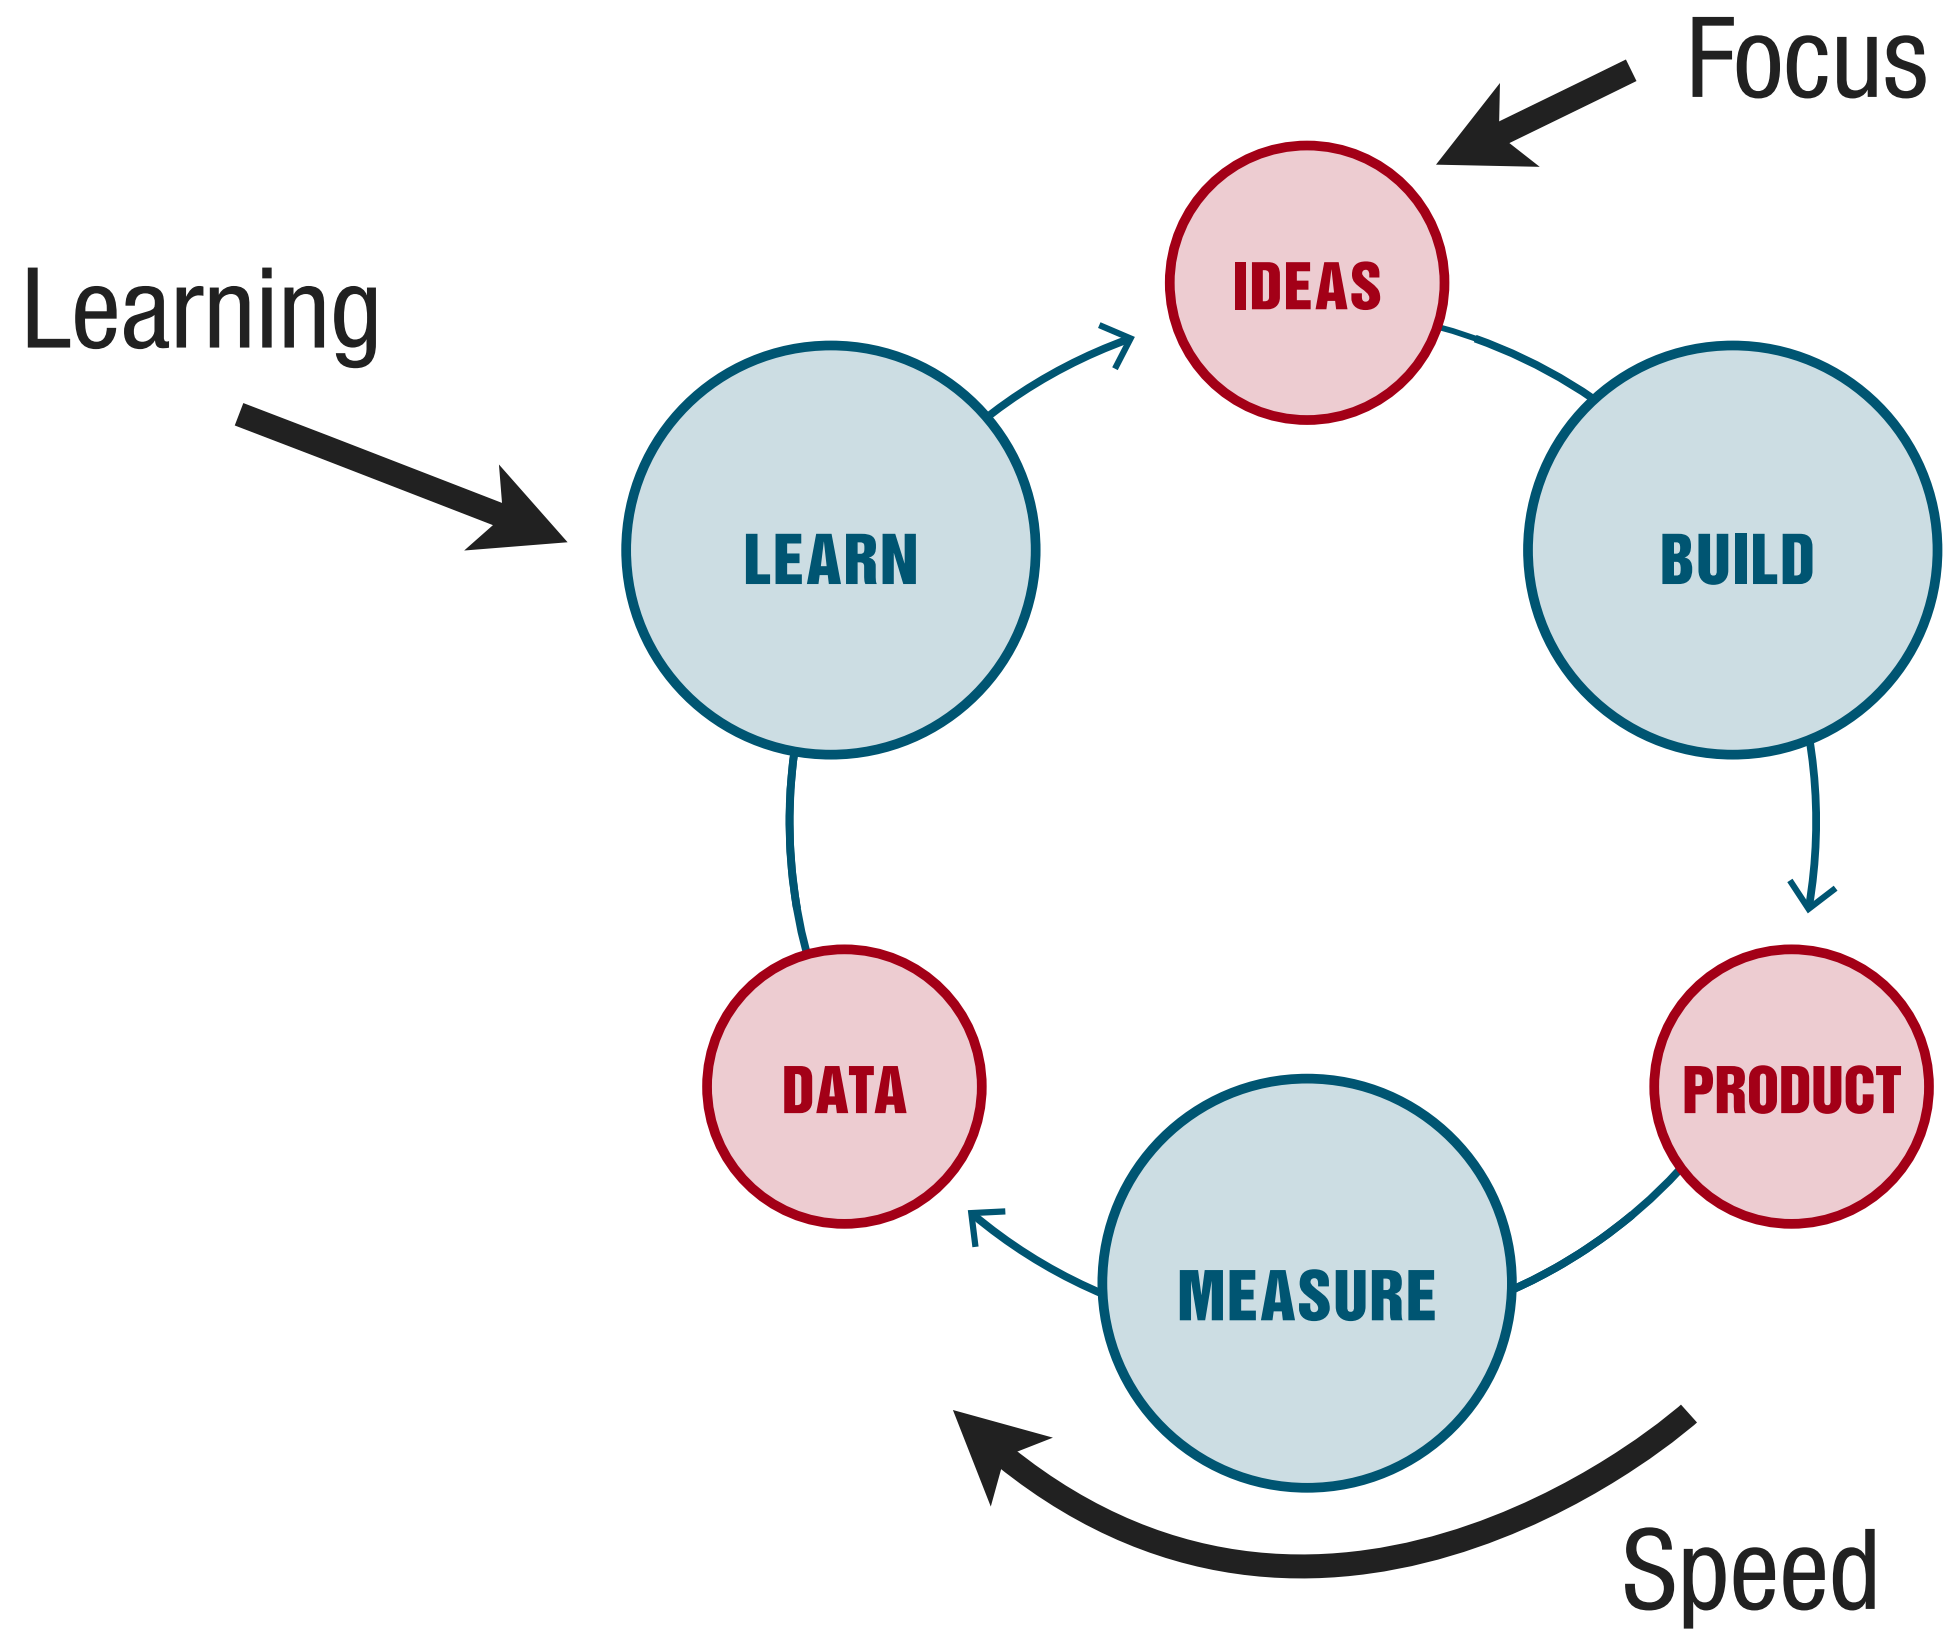 Focus
IDEAS
Learning
LEARN
BUILD
DATA
PRODUCT
MEASURE
Speed